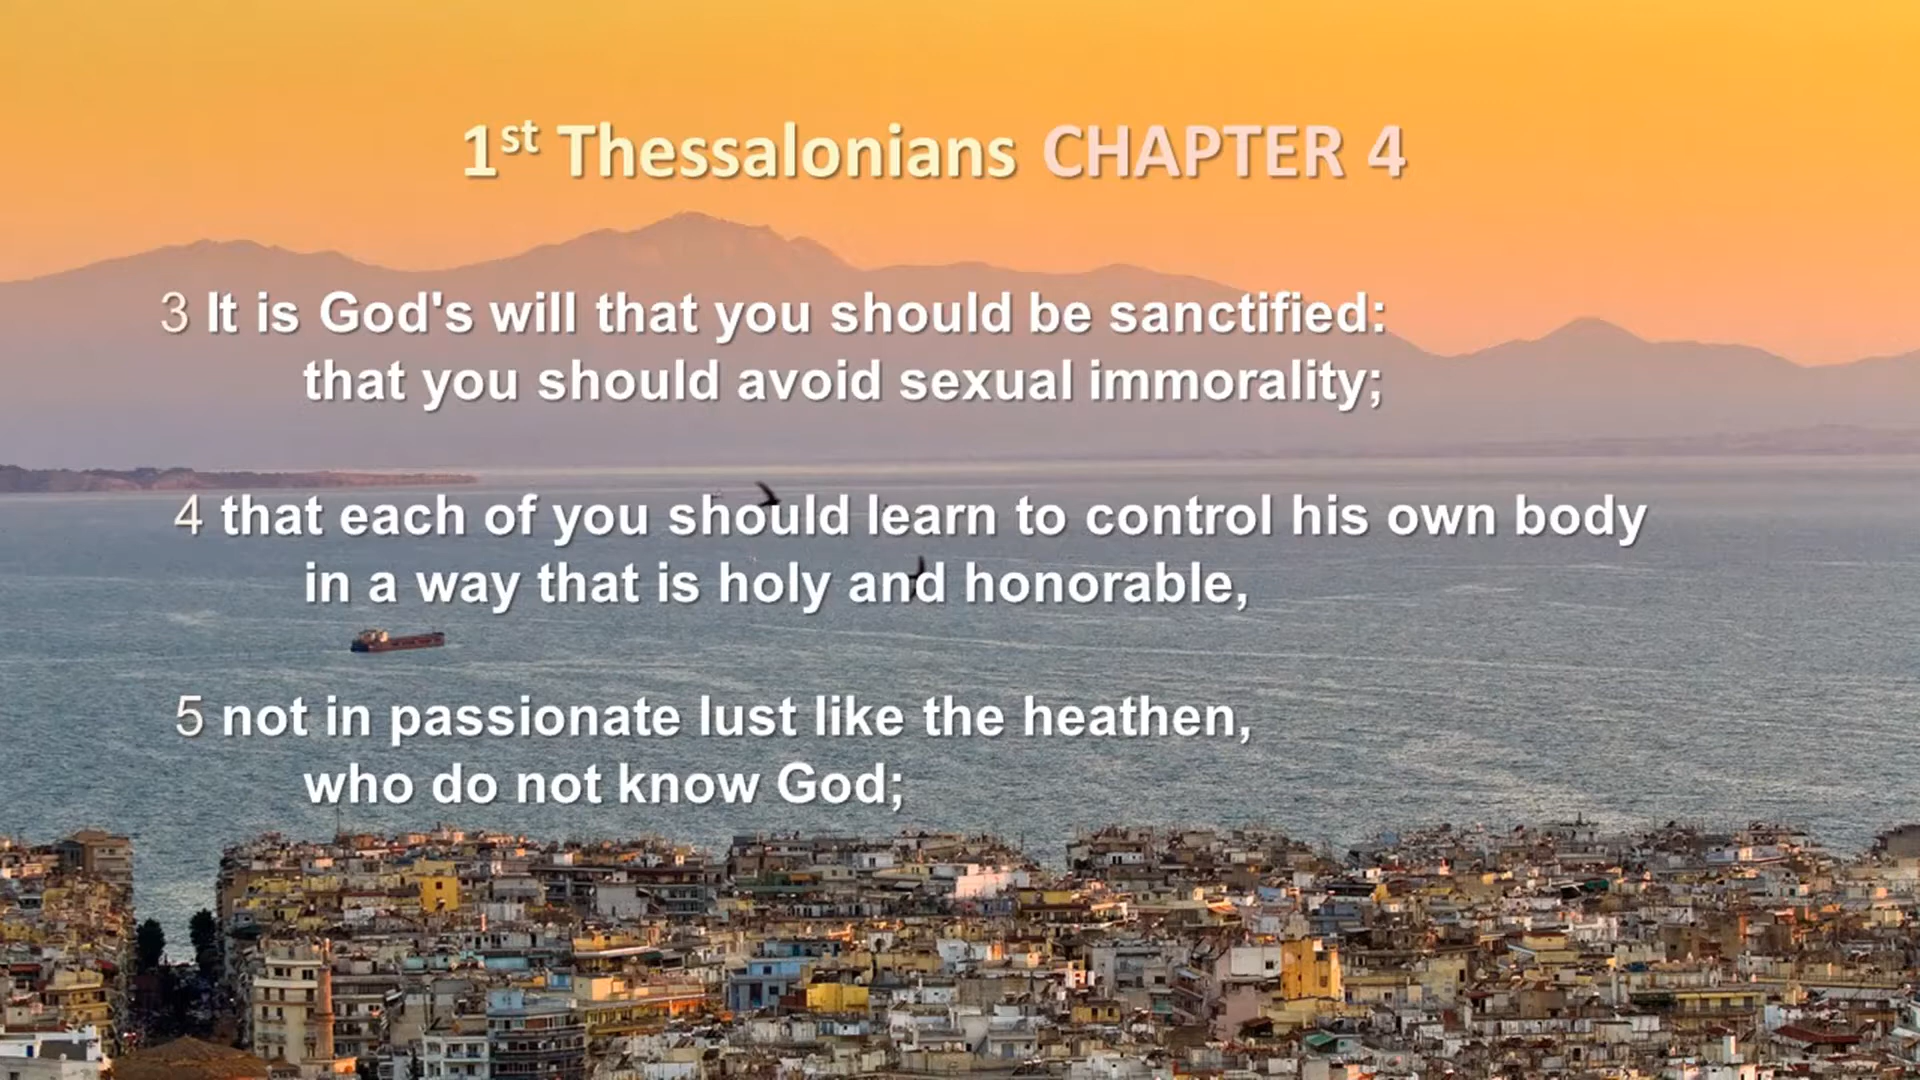 1st Thessalonians CHAPTER 4
3 It is God's will that you should be sanctified:
that you should avoid sexual immorality;
4 that each of you should learn to control his own body
in a way that is holy and honorable,
5 not in passionate lust like the heathen,
who do not know God;